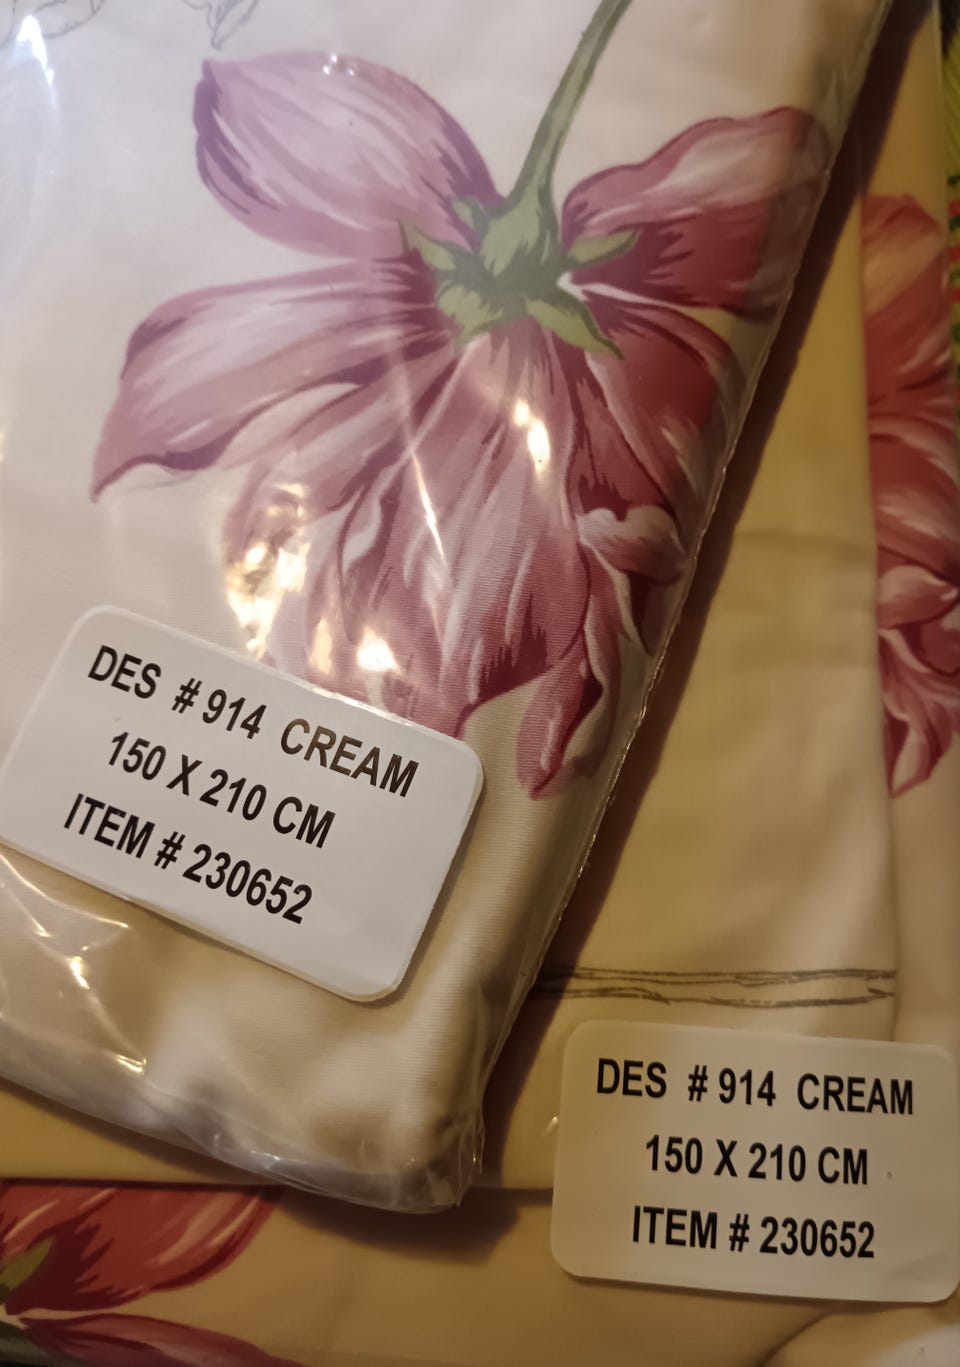 DES # 914 CREAM
150 X 210 CM
ITEM # 230652
DES # 914 CREAM
150 X 210 CM
ITEM # 230652